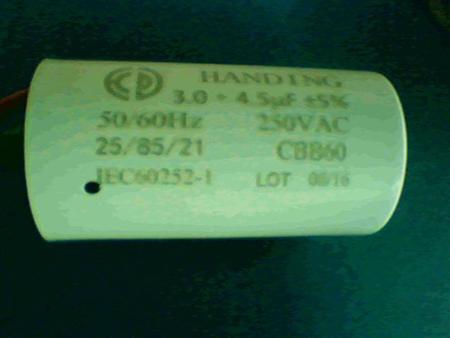 HANDING
3.0 + 4.5µF ±5%
50/60Hz 250VAC
25/85/21 CBB60
IEC60252-1 LOT 08/16